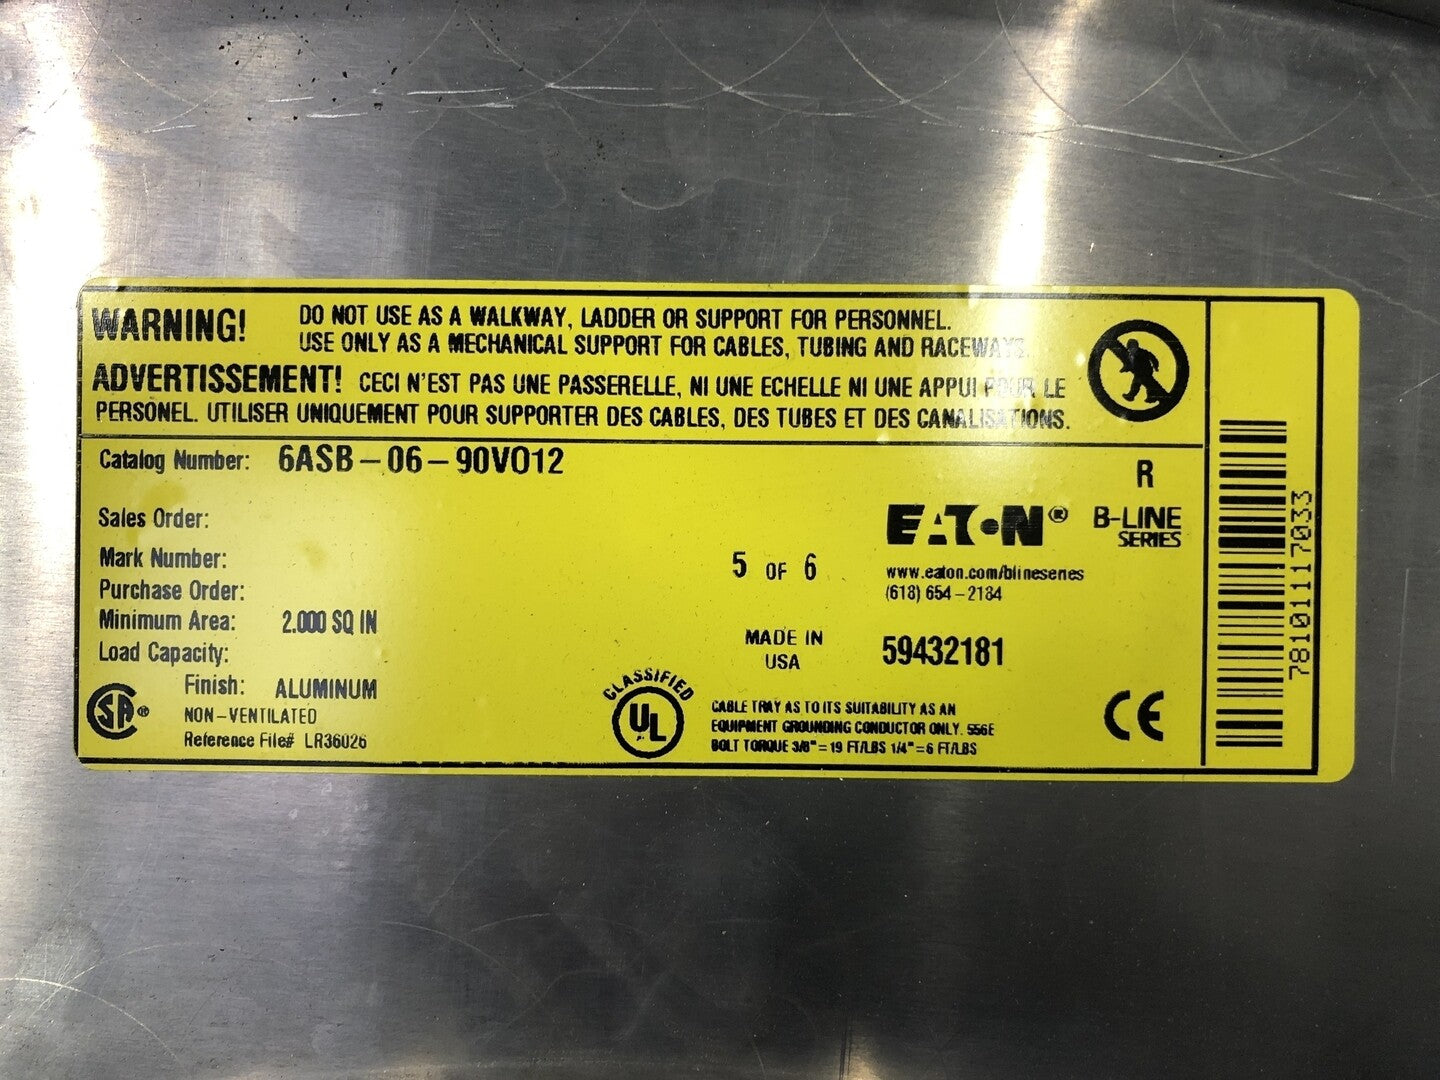 WARNING! DO NOT USE AS A WALKWAY, LADDER OR SUPPORT FOR PERSONNEL.
USE ONLY AS A MECHANICAL SUPPORT FOR CABLES, TUBING AND RACEWAYS.
ADVERTISSEMENT! CECI N'EST PAS UNE PASSERELLE, NI UNE ECHELLE NI UNE APPUI POUR LE
PERSONEL. UTILISER UNIQUEMENT POUR SUPPORTER DES CABLES, DES TUBES ET DES CANALISATIONS.
Catalog Number: 6ASB-06-90VO12
R
Sales Order:
EATON® B-LINE
SERIES
Mark Number:
5 OF 6
www.eaton.com/blineseries
Purchase Order:
(618) 654-2184
Minimum Area: 2.000 SQ IN
MADE IN
USA
59432181
Load Capacity:
Finish: ALUMINUM
NON-VENTILATED
Reference File# LR36026
SA®
CLASSIFIED
UL
CABLE TRAY AS TO ITS SUITABILITY AS AN
EQUIPMENT GROUNDING CONDUCTOR ONLY. 556E
BOLT TORQUE 3/8"=19 FT/LBS 1/4"=6 FT/LBS
CE
781011117033